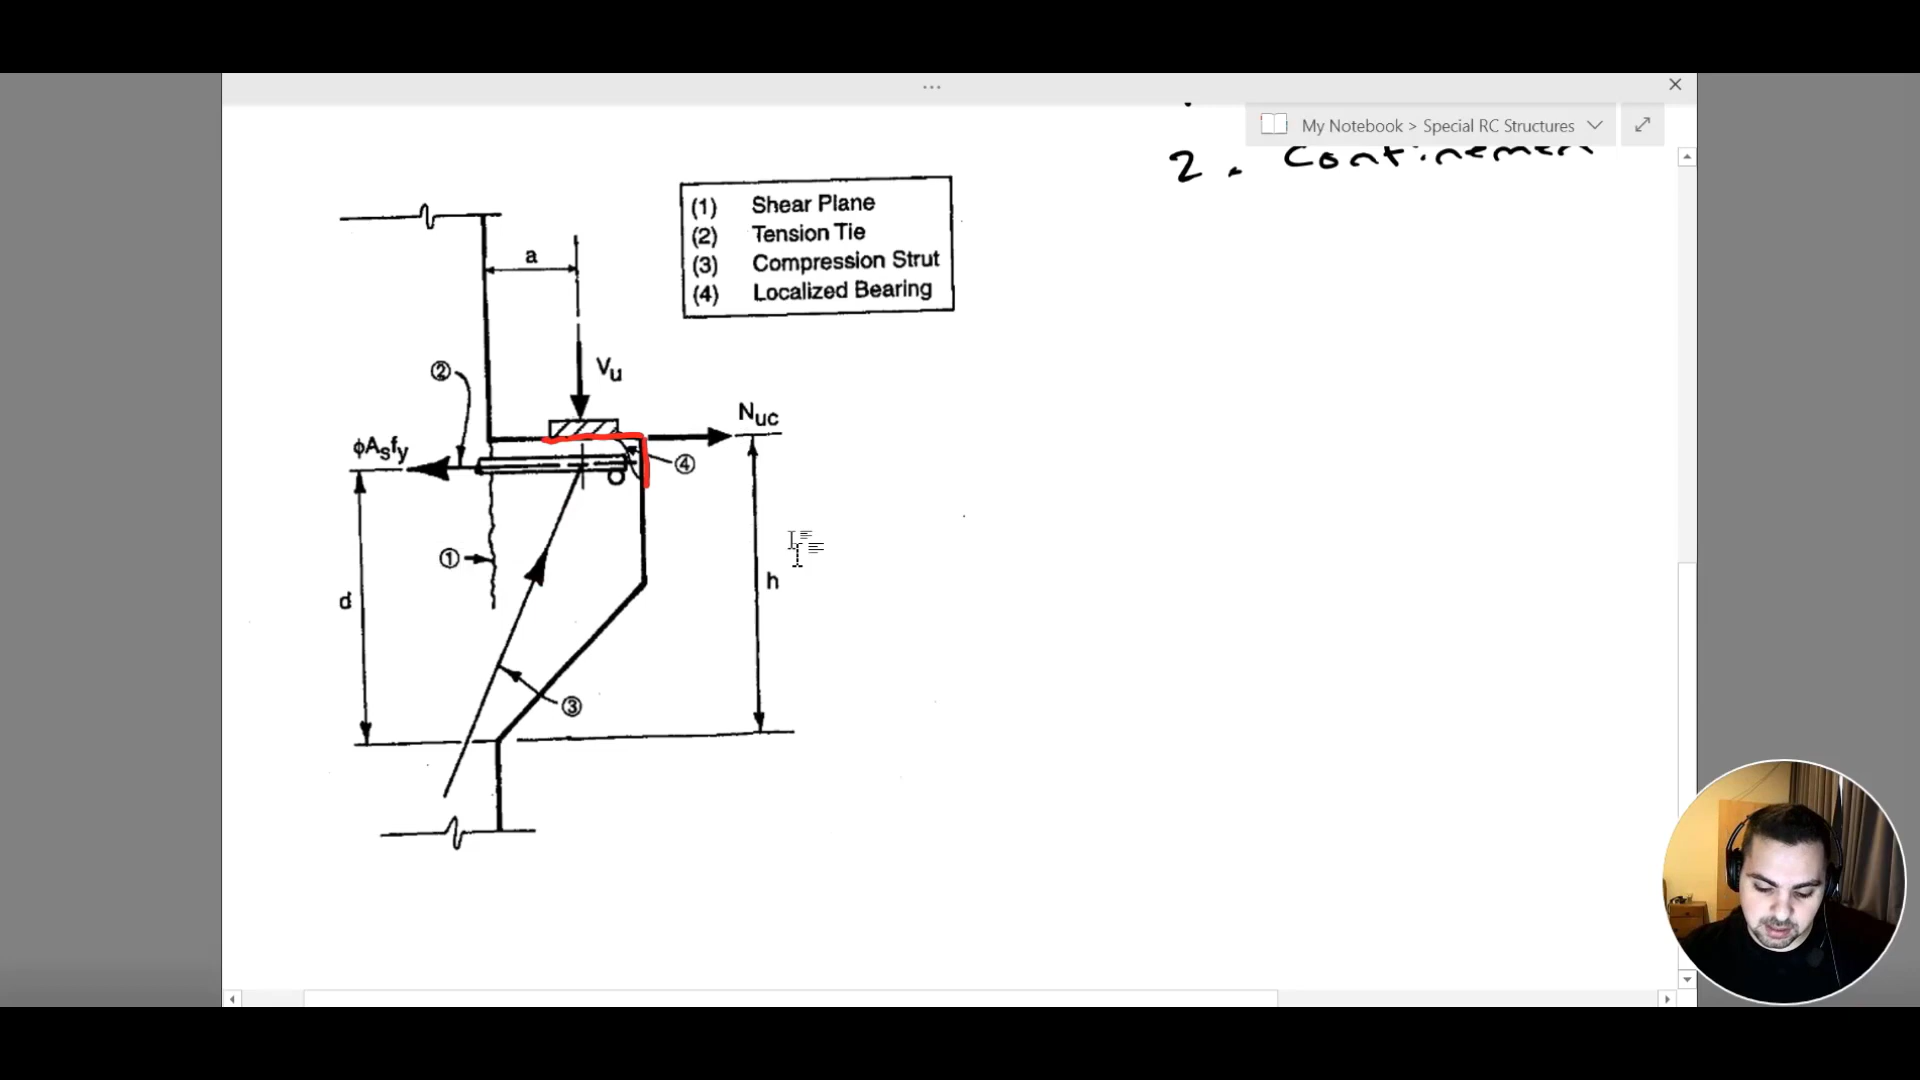 ...
My Notebook > Special RC Structures
2. Confinemen
(1) Shear Plane
(2) Tension Tie
(3) Compression Strut
(4) Localized Bearing
a
Vu
②
Nuc
ϕAsfy
④
①
h
d
③